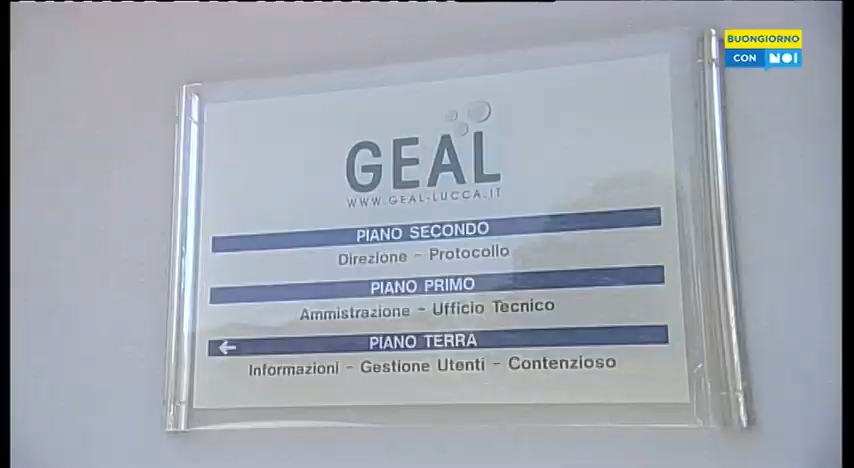 BUONGIORNO
CON NOI
GEAL
WWW.GEAL-LUCCA.IT
PIANO SECONDO
Direzione - Protocollo
PIANO PRIMO
Ammistrazione - Ufficio Tecnico
PIANO TERRA
Informazioni - Gestione Utenti - Contenzioso